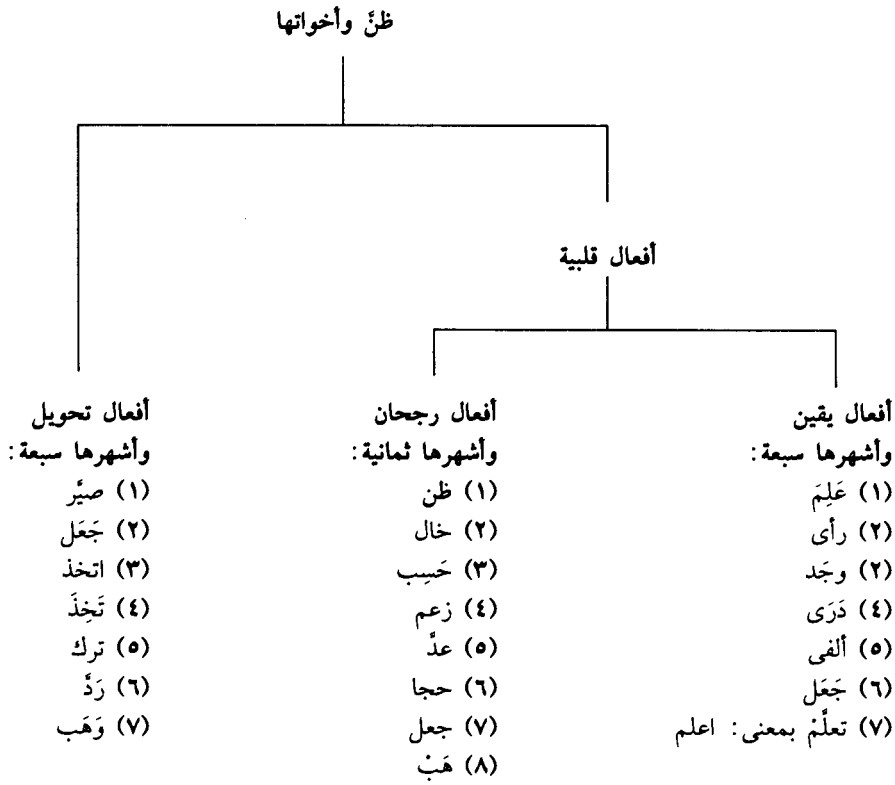 ظنَّ وأخواتها
أفعال قلبية
أفعال يقين
وأشهرها سبعة:
(١) عَلِمَ
(٢) رأى
(٢) وجَد
(٤) دَرَى
(٥) ألفى
(٦) جَعَل
(٧) تعلَّمْ بمعنى: اعلم
أفعال رجحان
وأشهرها ثمانية:
(١) ظن
(٢) خال
(٣) حَسِب
(٤) زعم
(٥) عدَّ
(٦) حجا
(٧) جعل
(٨) هَبْ
أفعال تحويل
وأشهرها سبعة:
(١) صيَّر
(٢) جَعَل
(٣) اتخذ
(٤) تَخِذَ
(٥) ترك
(٦) رَدَّ
(٧) وَهَب